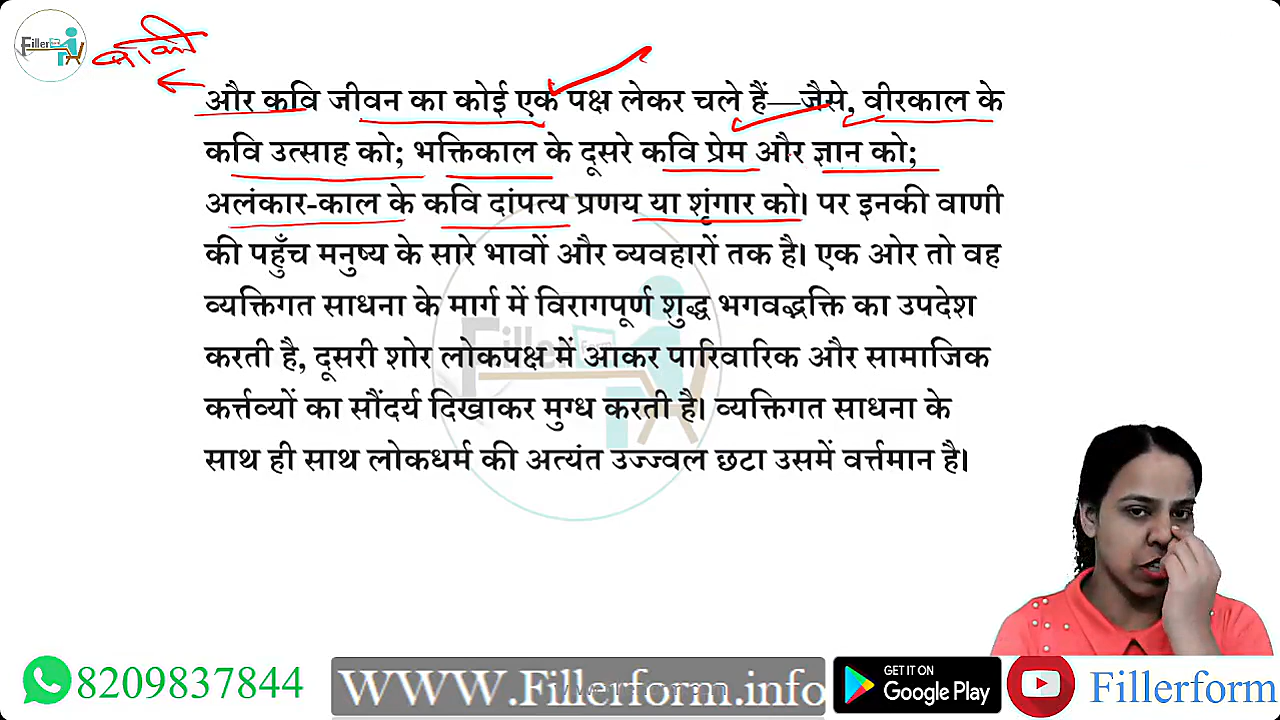 Filler
बाकी
और कवि जीवन का कोई एक पक्ष लेकर चले हैं—जैसे, वीरकाल के
कवि उत्साह को; भक्तिकाल के दूसरे कवि प्रेम और ज्ञान को;
अलंकार-काल के कवि दांपत्य प्रणय या शृंगार को। पर इनकी वाणी
की पहुँच मनुष्य के सारे भावों और व्यवहारों तक है। एक ओर तो वह
व्यक्तिगत साधना के मार्ग में विरागपूर्ण शुद्ध भगवद्भक्ति का उपदेश
करती है, दूसरी शोर लोकपक्ष में आकर पारिवारिक और सामाजिक
कर्त्तव्यों का सौंदर्य दिखाकर मुग्ध करती है। व्यक्तिगत साधना के
साथ ही साथ लोकधर्म की अत्यंत उज्ज्वल छटा उसमें वर्त्तमान है।
8209837844
www.Fillerform.info
GET IT ON
Google Play
Fillerform